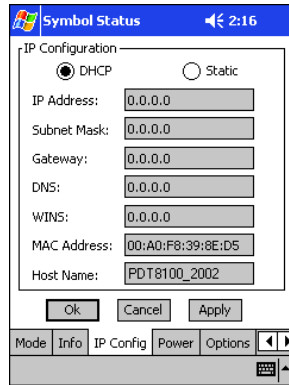 Symbol Status 2:16
IP Configuration
DHCP Static
IP Address: 0.0.0.0
Subnet Mask: 0.0.0.0
Gateway: 0.0.0.0
DNS: 0.0.0.0
WINS: 0.0.0.0
MAC Address: 00:A0:F8:39:8E:D5
Host Name: PDT8100_2002
Ok Cancel Apply
Mode Info IP Config Power Options